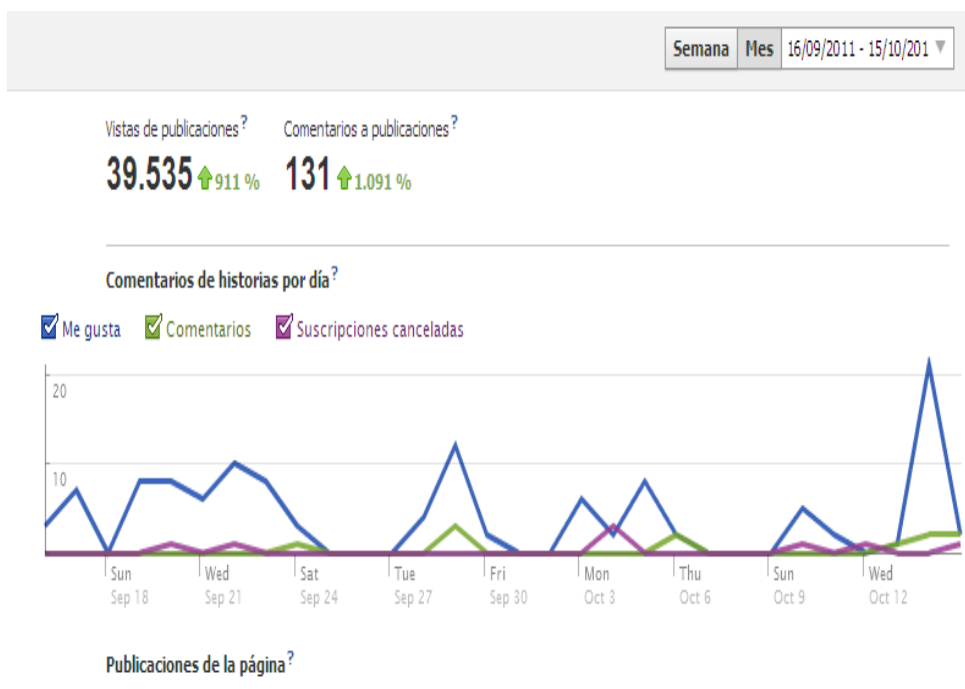 Semana Mes 16/09/2011 - 15/10/201
Vistas de publicaciones? Comentarios a publicaciones?
39.535 911 % 131 1.091 %
Comentarios de historias por día?
Me gusta Comentarios Suscripciones canceladas
20
10
Sun Wed Sat Tue Fri Mon Thu Sun Wed
Sep 18 Sep 21 Sep 24 Sep 27 Sep 30 Oct 3 Oct 6 Oct 9 Oct 12
Publicaciones de la página?